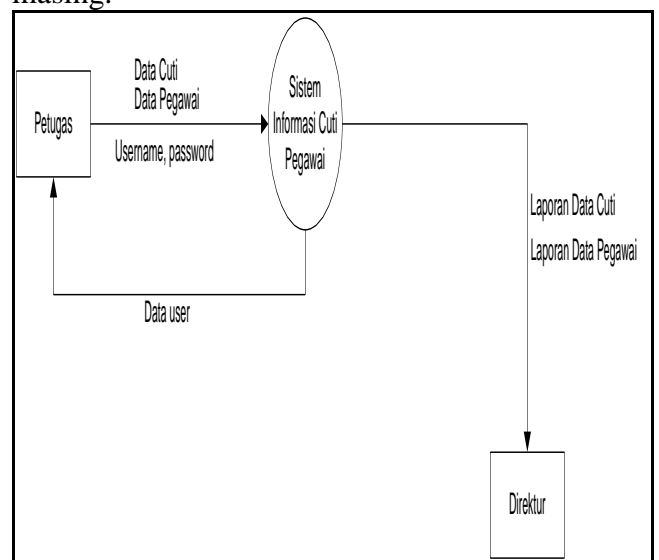 masing.
Data Cuti
Data Pegawai
Petugas
Username, password
Sistem
Informasi Cuti
Pegawai
Laporan Data Cuti
Laporan Data Pegawai
Data user
Direktur